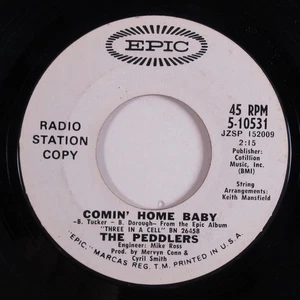 EPIC
RADIO
STATION
COPY
45 RPM
5-10531
JZSP 152009
2:15
Publisher:
Cotillion
Music, Inc.
(BMI)
String
Arrangements:
Keith Mansfield
COMIN' HOME BABY
-B. Tucker - B. Dorough- From the Epic Album
"THREE IN A CELL" BN 26458
THE PEDDLERS
Engineer: Mike Ross
Prod. by Mervyn Conn &
Cyril Smith
"EPIC," MARCAS REG. T.M. PRINTED IN U.S.A.